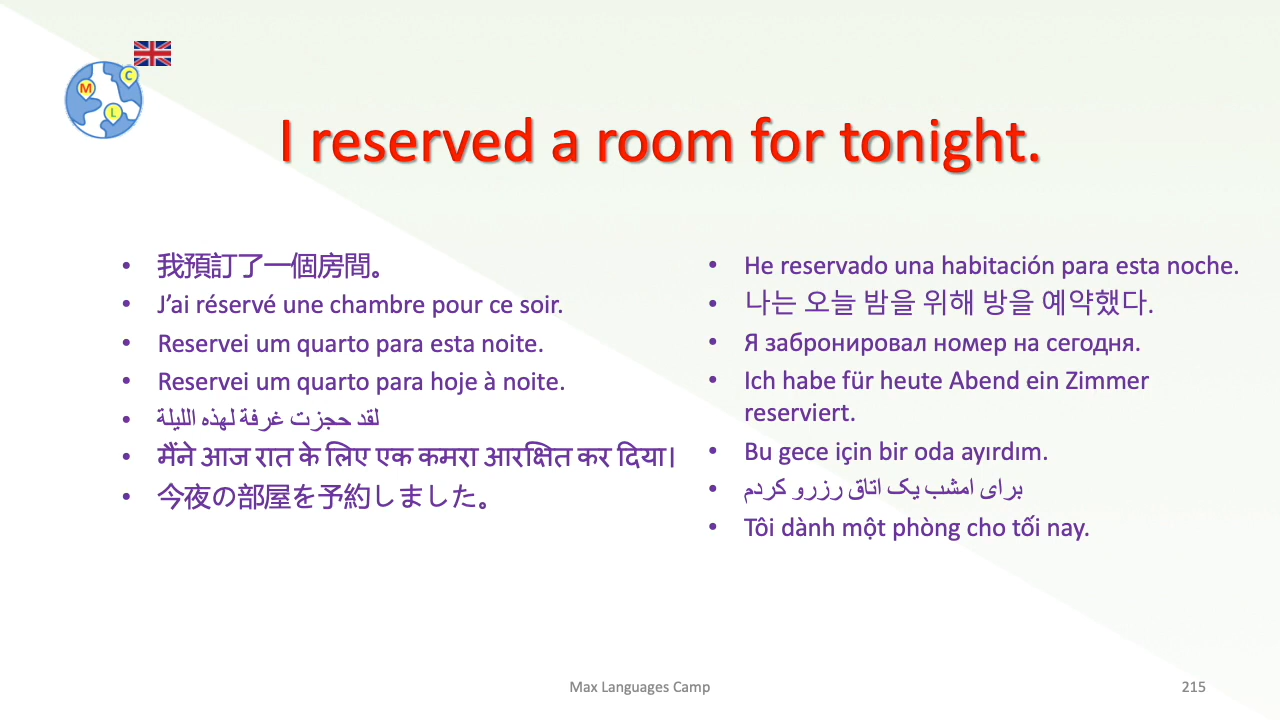 M
C
L
I reserved a room for tonight.
• 我預訂了一個房間。
• J’ai réservé une chambre pour ce soir.
• Reservei um quarto para esta noite.
• Reservei um quarto para hoje à noite.
• لقد حجزت غرفة لهذه الليلة
• मैंने आज रात के लिए एक कमरा आरक्षित कर दिया।
• 今夜の部屋を予約しました。
• He reservado una habitación para esta noche.
• 나는 오늘 밤을 위해 방을 예약했다.
• Я забронировал номер на сегодня.
• Ich habe für heute Abend ein Zimmer
reserviert.
• Bu gece için bir oda ayırdım.
• برای امشب یک اتاق رزرو کردم
• Tôi dành một phòng cho tối nay.
Max Languages Camp
215